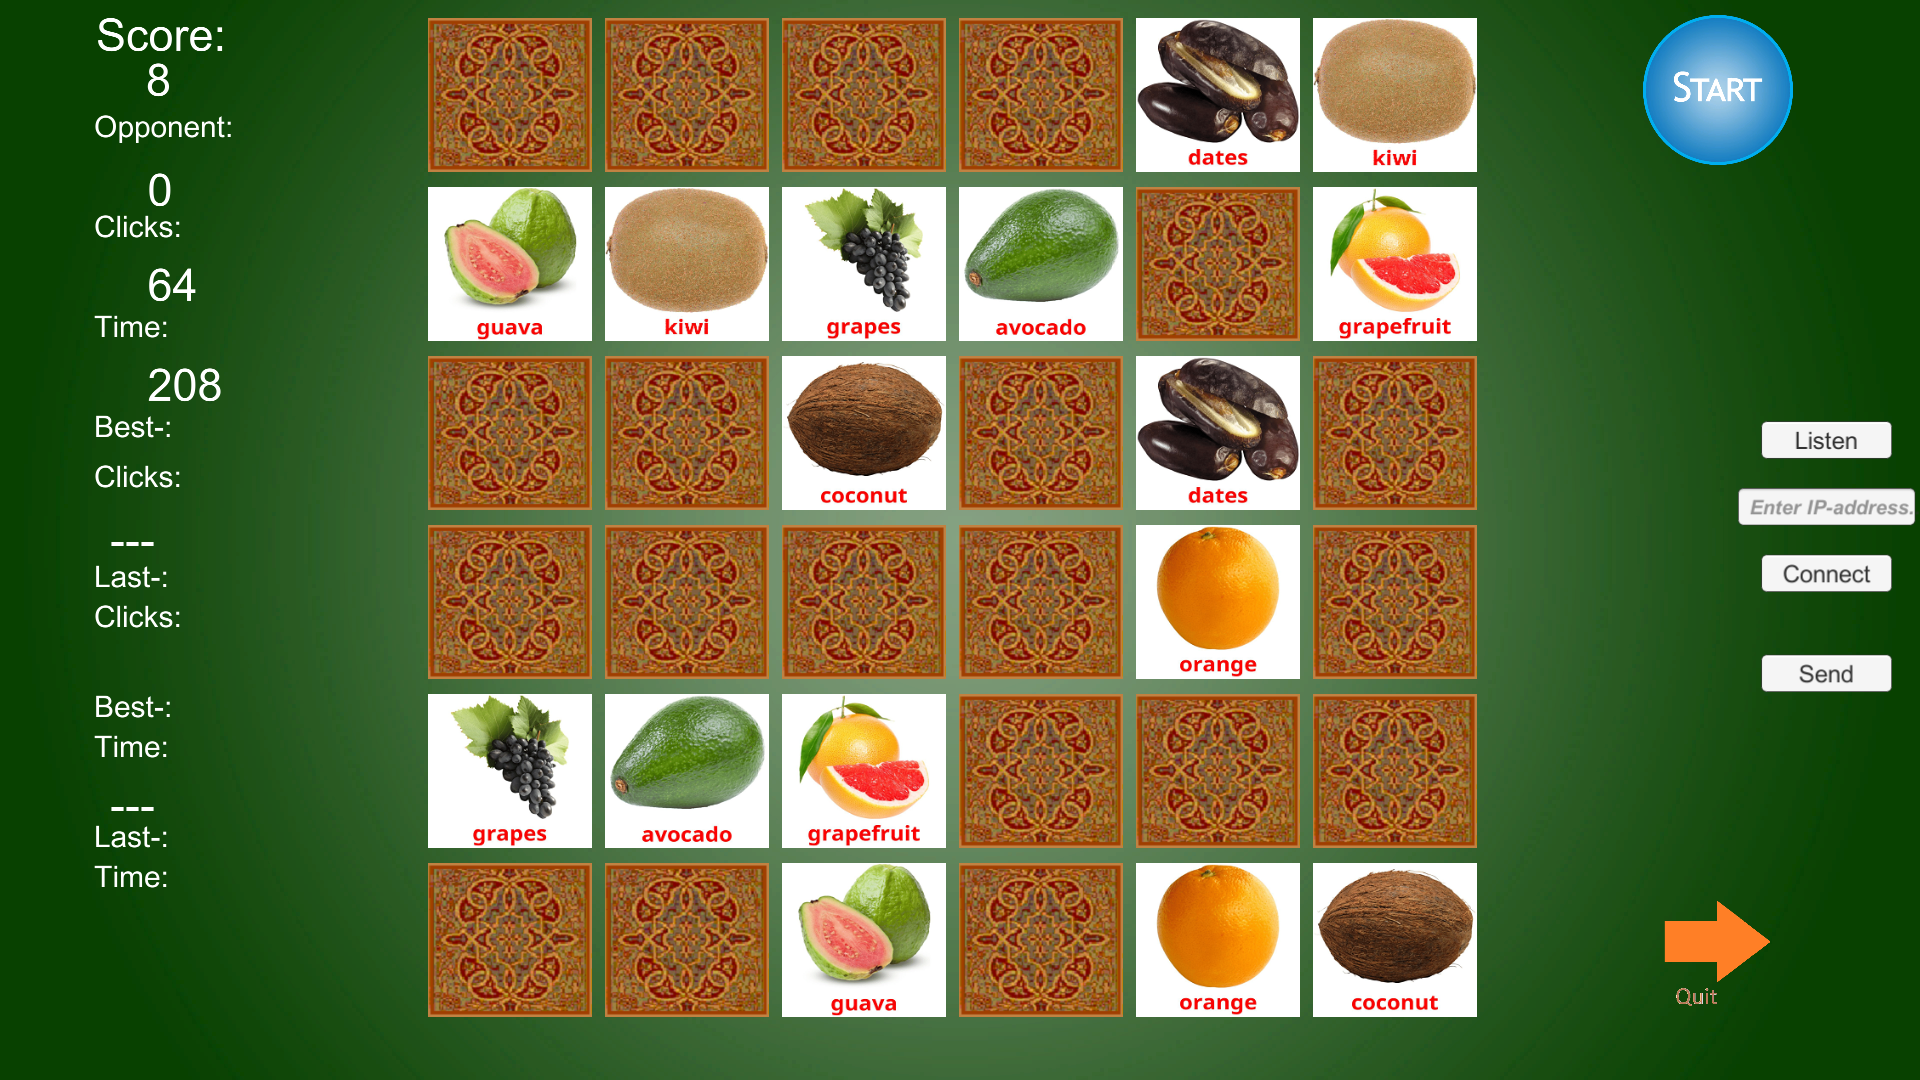 Score:
8
Opponent:
0
Clicks:
64
Time:
208
Best-:
Clicks:
---
Last-:
Clicks:
Best-:
Time:
---
Last-:
Time:
dates kiwi
guava kiwi grapes avocado grapefruit
coconut dates
orange
grapes avocado grapefruit
guava orange coconut
START
Listen
Enter IP-address.
Connect
Send
Quit